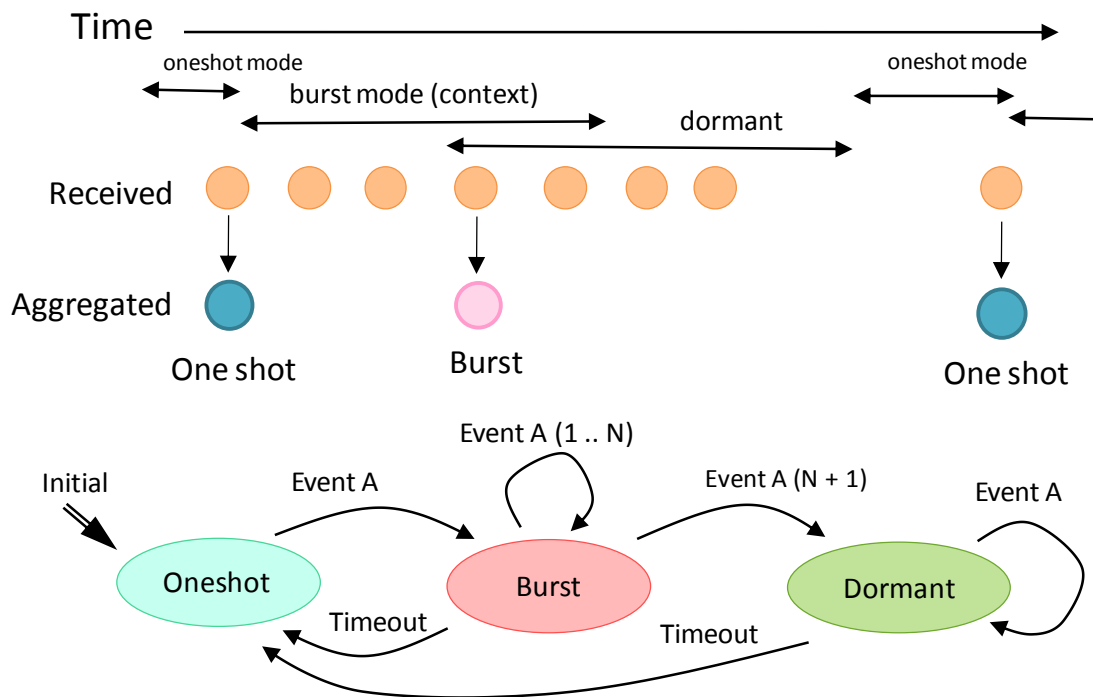 Time
oneshot mode
oneshot mode
burst mode (context)
dormant
Received
Aggregated
One shot
Burst
One shot
Event A (1 .. N)
Initial
Event A
Event A (N + 1)
Event A
Oneshot
Burst
Dormant
Timeout
Timeout